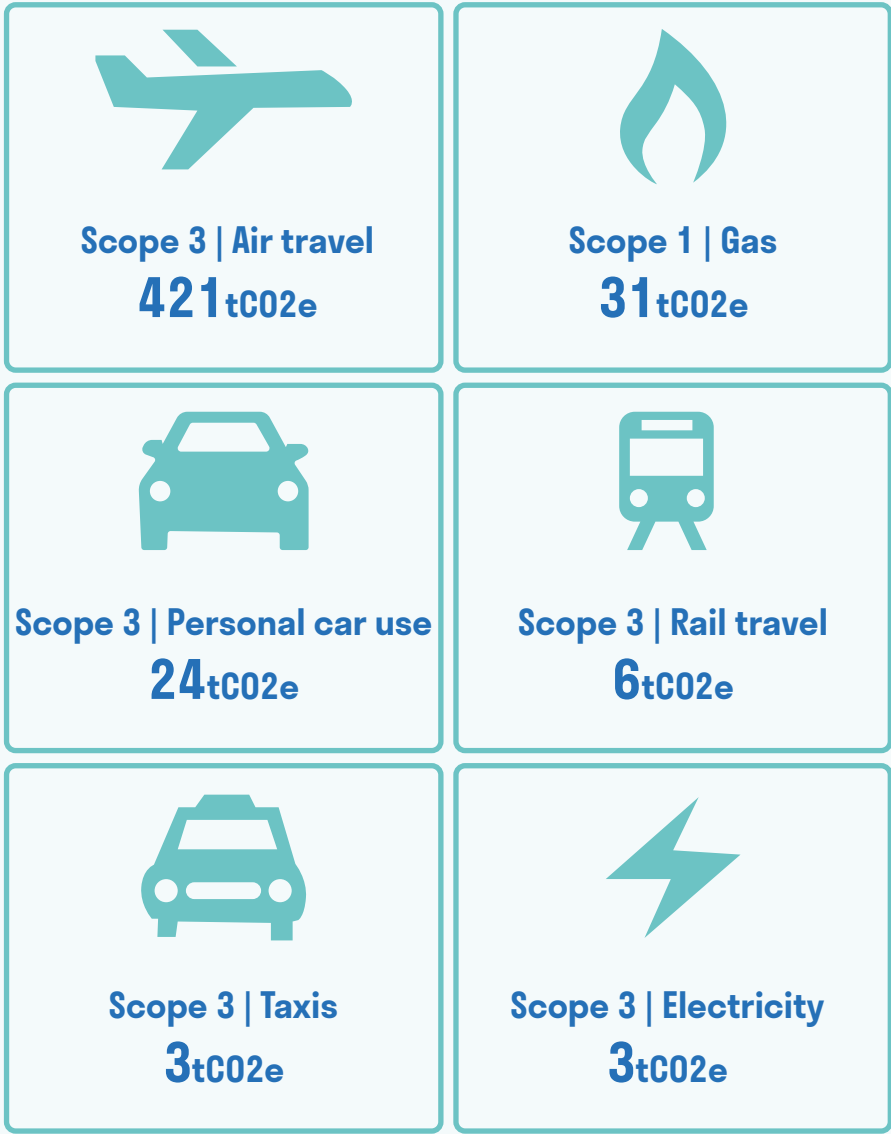 Scope 3 | Air travel
421tCO2e
Scope 1 | Gas
31tCO2e
Scope 3 | Personal car use
24tCO2e
Scope 3 | Rail travel
6tCO2e
Scope 3 | Taxis
3tCO2e
Scope 3 | Electricity
3tCO2e